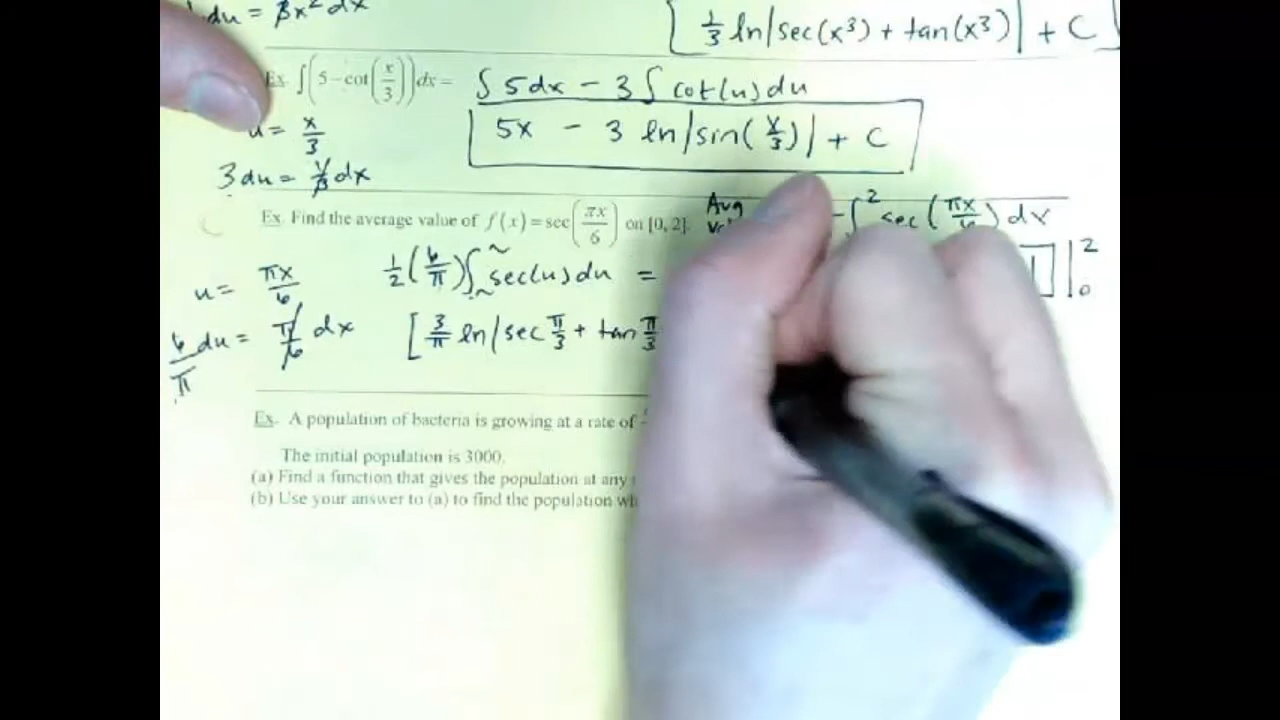 du = 3x² dx
1/3 ln|sec(x³) + tan(x³)| + C
Ex. ∫(5 − cot(x/3))dx = ∫ 5dx − 3 ∫ cot(u)du
u = x/3
5x − 3 ln|sin(x/3)| + C
3du = 1/3 dx
Ex. Find the average value of f(x) = sec(πx/6) on [0, 2].
Avg ∫ 2 sec(πx/6) dx
u = πx/6
1/2 (6/π) ∫ sec(u) du =
] |₀²
6/π du = π/6 dx
[3/π ln|sec π/3 + tan π/3
Ex. A population of bacteria is growing at a rate of
The initial population is 3000.
(a) Find a function that gives the population at any
(b) Use your answer to (a) to find the population